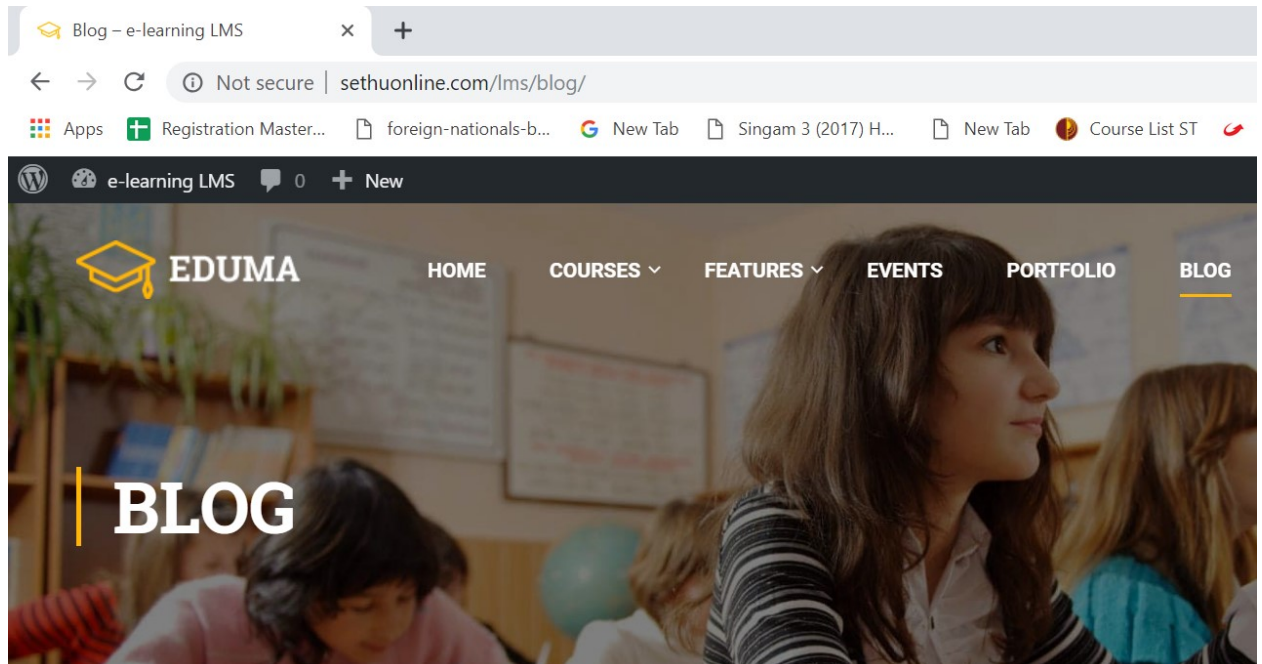 Blog – e-learning LMS
Not secure | sethuonline.com/lms/blog/
Apps Registration Master... foreign-nationals-b... New Tab Singam 3 (2017) H... New Tab Course List ST
e-learning LMS 0 New
EDUMA HOME COURSES FEATURES EVENTS PORTFOLIO BLOG
BLOG